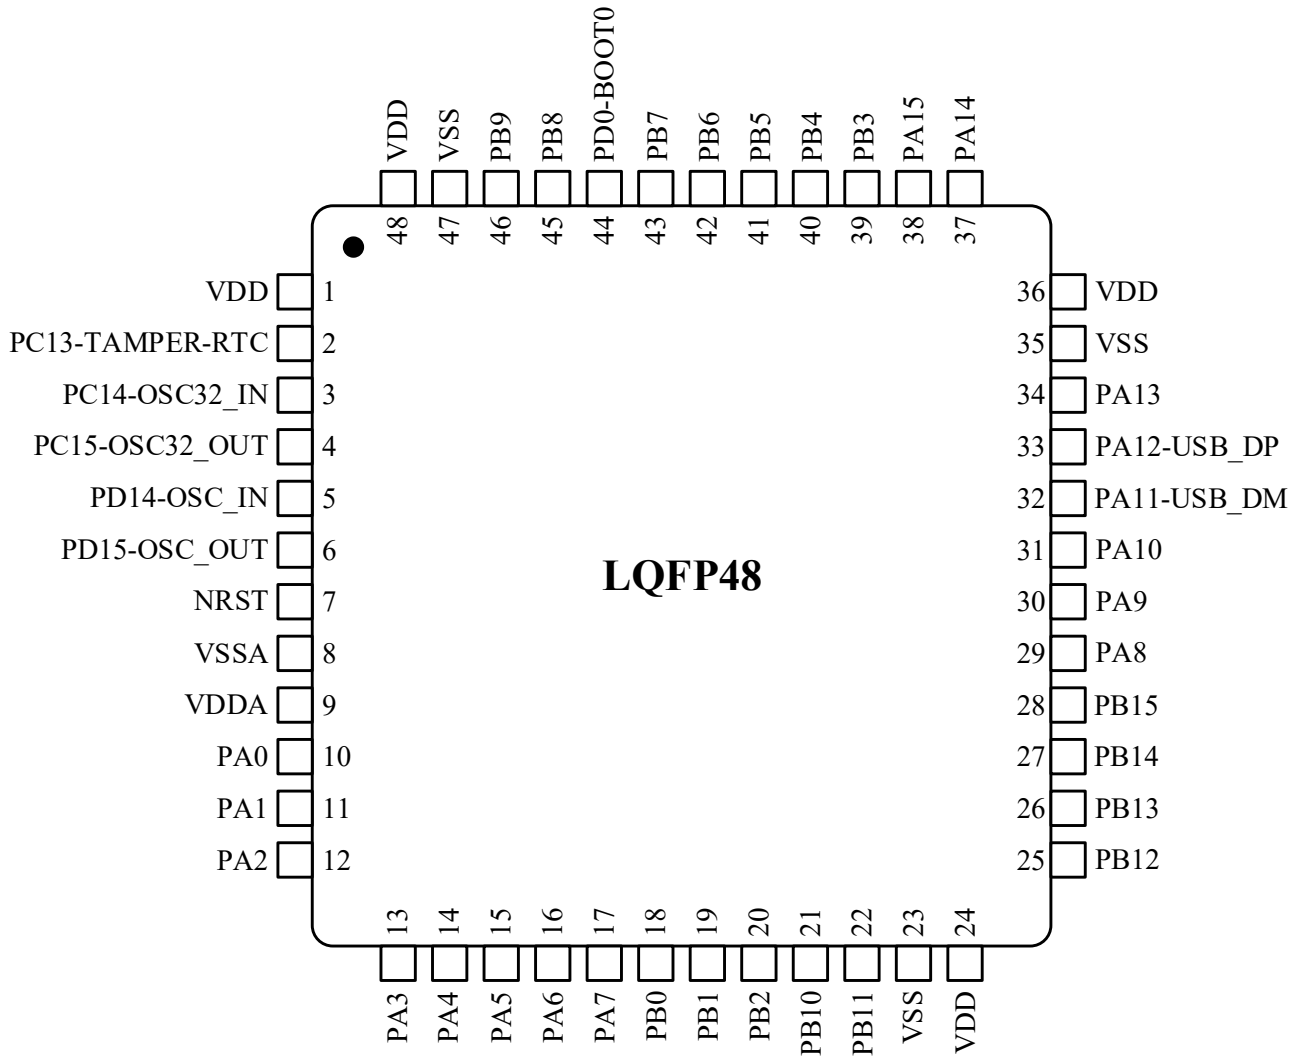 VDD
VSS
PB9
PB8
PD0-BOOT0
PB7
PB6
PB5
PB4
PB3
PA15
PA14
48
47
46
45
44
43
42
41
40
39
38
37
VDD 1
PC13-TAMPER-RTC 2
PC14-OSC32_IN 3
PC15-OSC32_OUT 4
PD14-OSC_IN 5
PD15-OSC_OUT 6
NRST 7
VSSA 8
VDDA 9
PA0 10
PA1 11
PA2 12
LQFP48
36 VDD
35 VSS
34 PA13
33 PA12-USB_DP
32 PA11-USB_DM
31 PA10
30 PA9
29 PA8
28 PB15
27 PB14
26 PB13
25 PB12
13
14
15
16
17
18
19
20
21
22
23
24
PA3
PA4
PA5
PA6
PA7
PB0
PB1
PB2
PB10
PB11
VSS
VDD